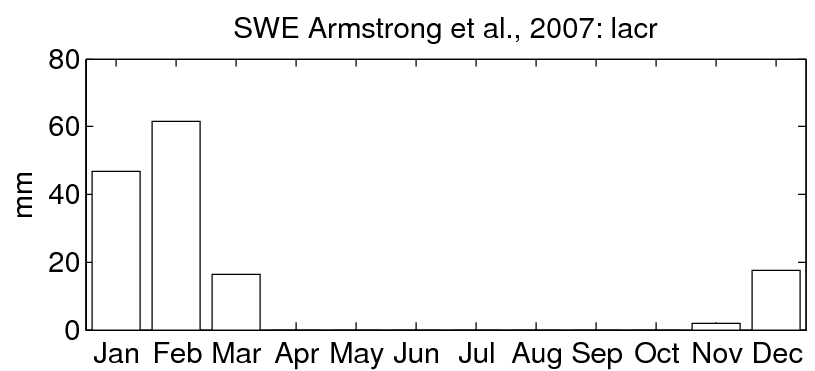 SWE Armstrong et al., 2007: lacr
80
60
40
20
0
mm
Jan Feb Mar Apr May Jun Jul Aug Sep Oct Nov Dec